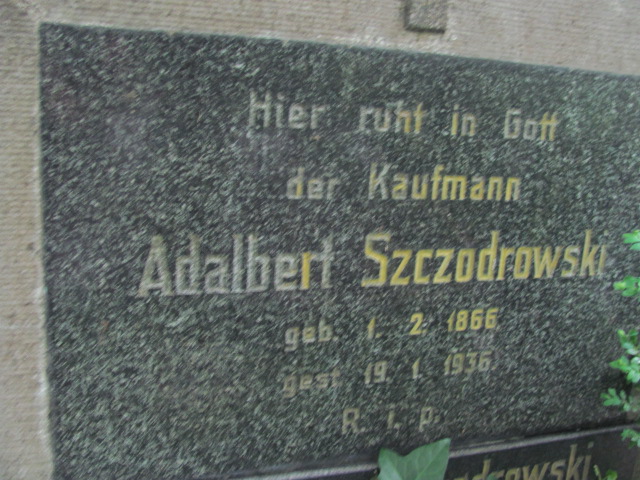 Hier ruht in Gott
der Kaufmann
Adalbert Szczodrowski
geb. 1. 2. 1866
gest. 19. 1. 1936
R. i. p.